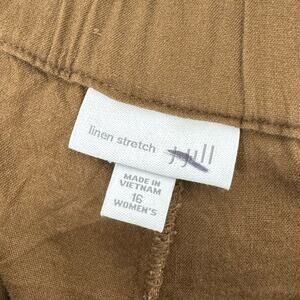 linen stretch j.jill
MADE IN
VIETNAM
16
WOMEN'S